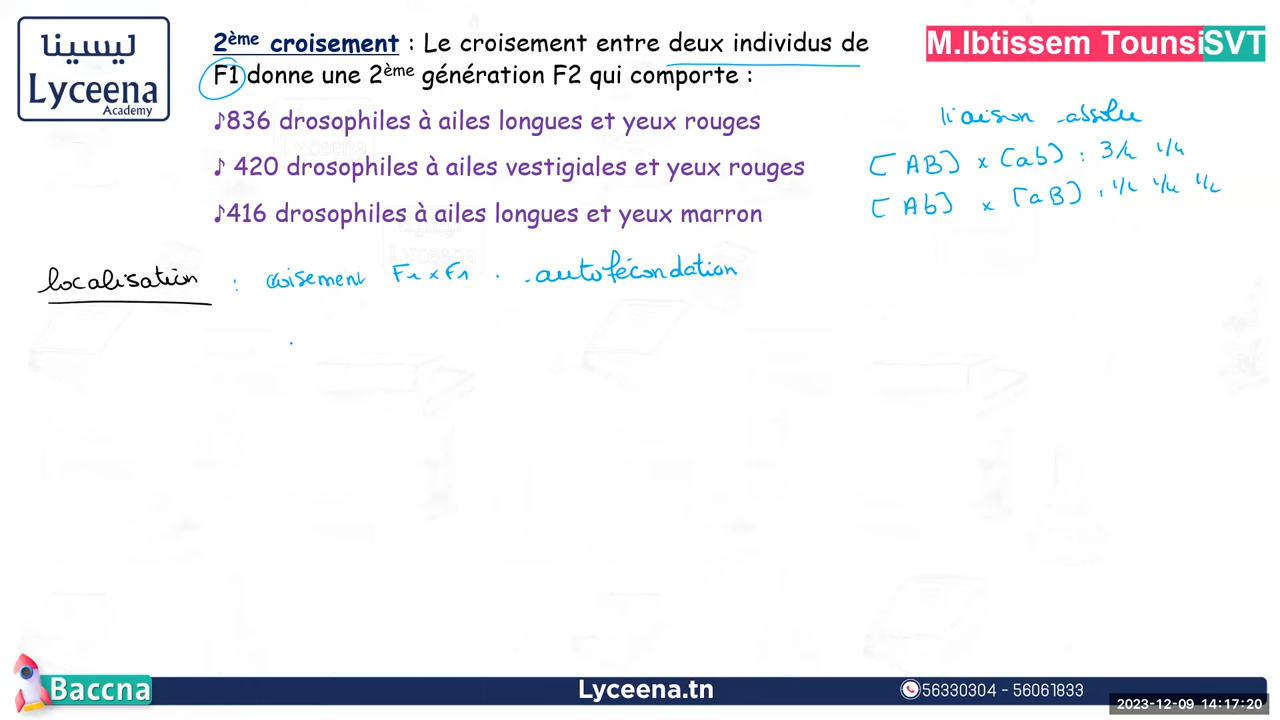 ليسينا
Lyceena
Academy
2ème croisement : Le croisement entre deux individus de
F1 donne une 2ème génération F2 qui comporte :
♪836 drosophiles à ailes longues et yeux rouges
♪ 420 drosophiles à ailes vestigiales et yeux rouges
♪416 drosophiles à ailes longues et yeux marron
M.Ibtissem Tounsi SVT
liaison absolue
[AB] x [ab] : 3/4 1/4
[Ab] x [aB] : 1/4 1/4 1/2
localisation : croisement F1 x F1 . autofécondation
Baccna
Lyceena.tn
56330304 - 56061833
2023-12-09 14:17:20